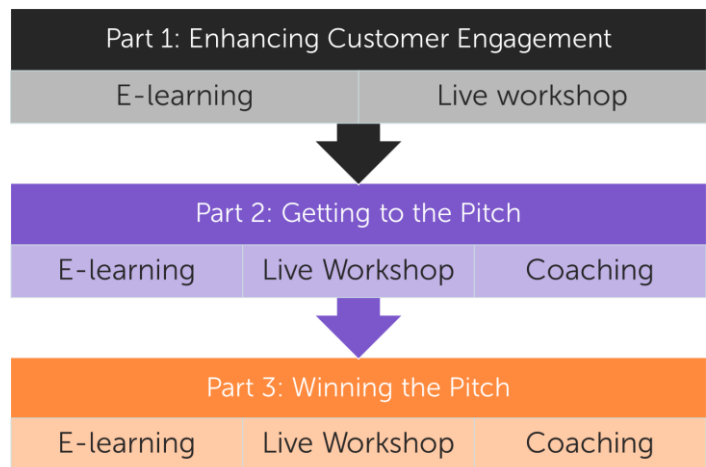 Part 1: Enhancing Customer Engagement
E-learning Live workshop
Part 2: Getting to the Pitch
E-learning Live Workshop Coaching
Part 3: Winning the Pitch
E-learning Live Workshop Coaching